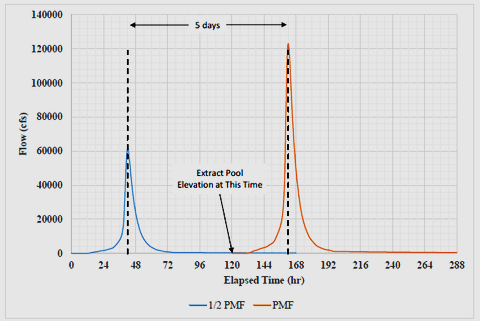 5 days
140000
120000
100000
80000
60000
40000
20000
0
Flow (cfs)
Extract Pool
Elevation at This Time
0 24 48 72 96 120 144 168 192 216 240 264 288
Elapsed Time (hr)
1/2 PMF PMF